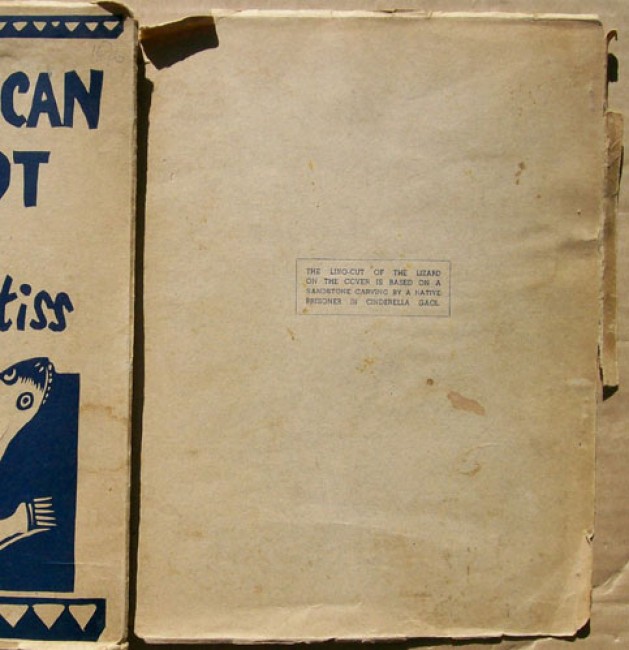 CAN
OT
tiss
THE LINO-CUT OF THE LIZARD
ON THE COVER IS BASED ON A
SANDSTONE CARVING BY A NATIVE
PRISONER IN CINDERELLA GAOL.